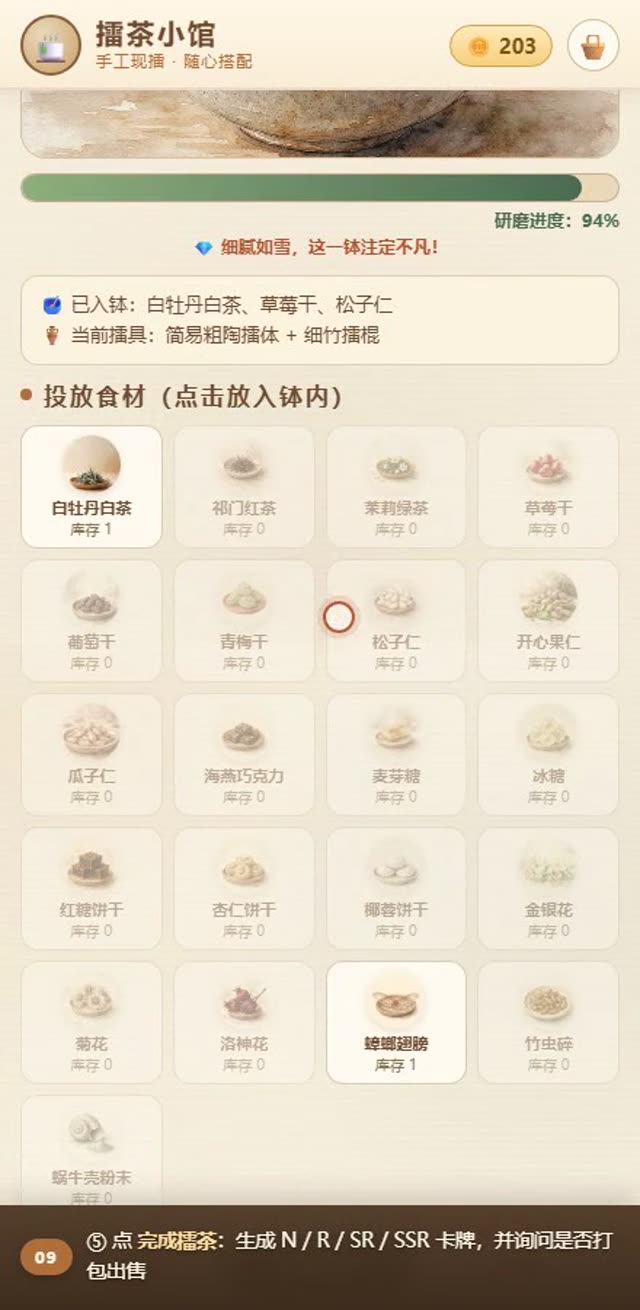 擂茶小馆
手工现擂 · 随心搭配
203
研磨进度：94%
细腻如雪，这一钵注定不凡！
已入钵：白牡丹白茶、草莓干、松子仁
当前擂具：简易粗陶擂体 + 细竹擂棍
投放食材（点击放入钵内）
白牡丹白茶 祁门红茶 茉莉绿茶 草莓干
库存 1 库存 0 库存 0 库存 0
葡萄干 青梅干 松子仁 开心果仁
库存 0 库存 0 库存 0 库存 0
瓜子仁 海燕巧克力 麦芽糖 冰糖
库存 0 库存 0 库存 0 库存 0
红糖饼干 杏仁饼干 椰蓉饼干 金银花
库存 0 库存 0 库存 0 库存 0
菊花 洛神花 蟑螂翅膀 竹虫碎
库存 0 库存 0 库存 1 库存 0
蜗牛壳粉末
库存 0
09
⑤ 点 完成擂茶：生成 N / R / SR / SSR 卡牌，并询问是否打
包出售